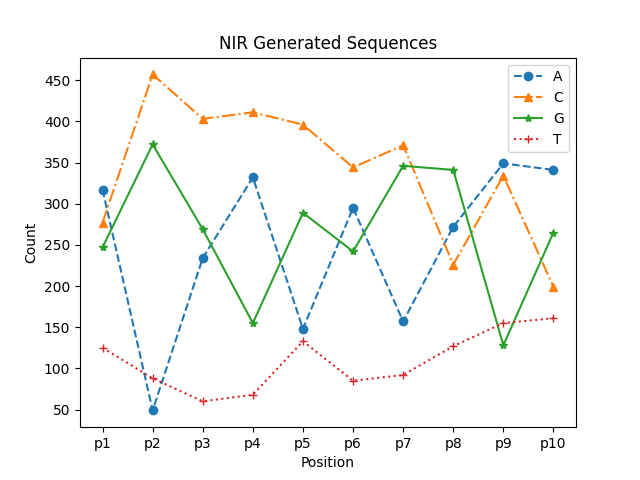 NIR Generated Sequences
A
C
G
T
Count
450
400
350
300
250
200
150
100
50
p1 p2 p3 p4 p5 p6 p7 p8 p9 p10
Position